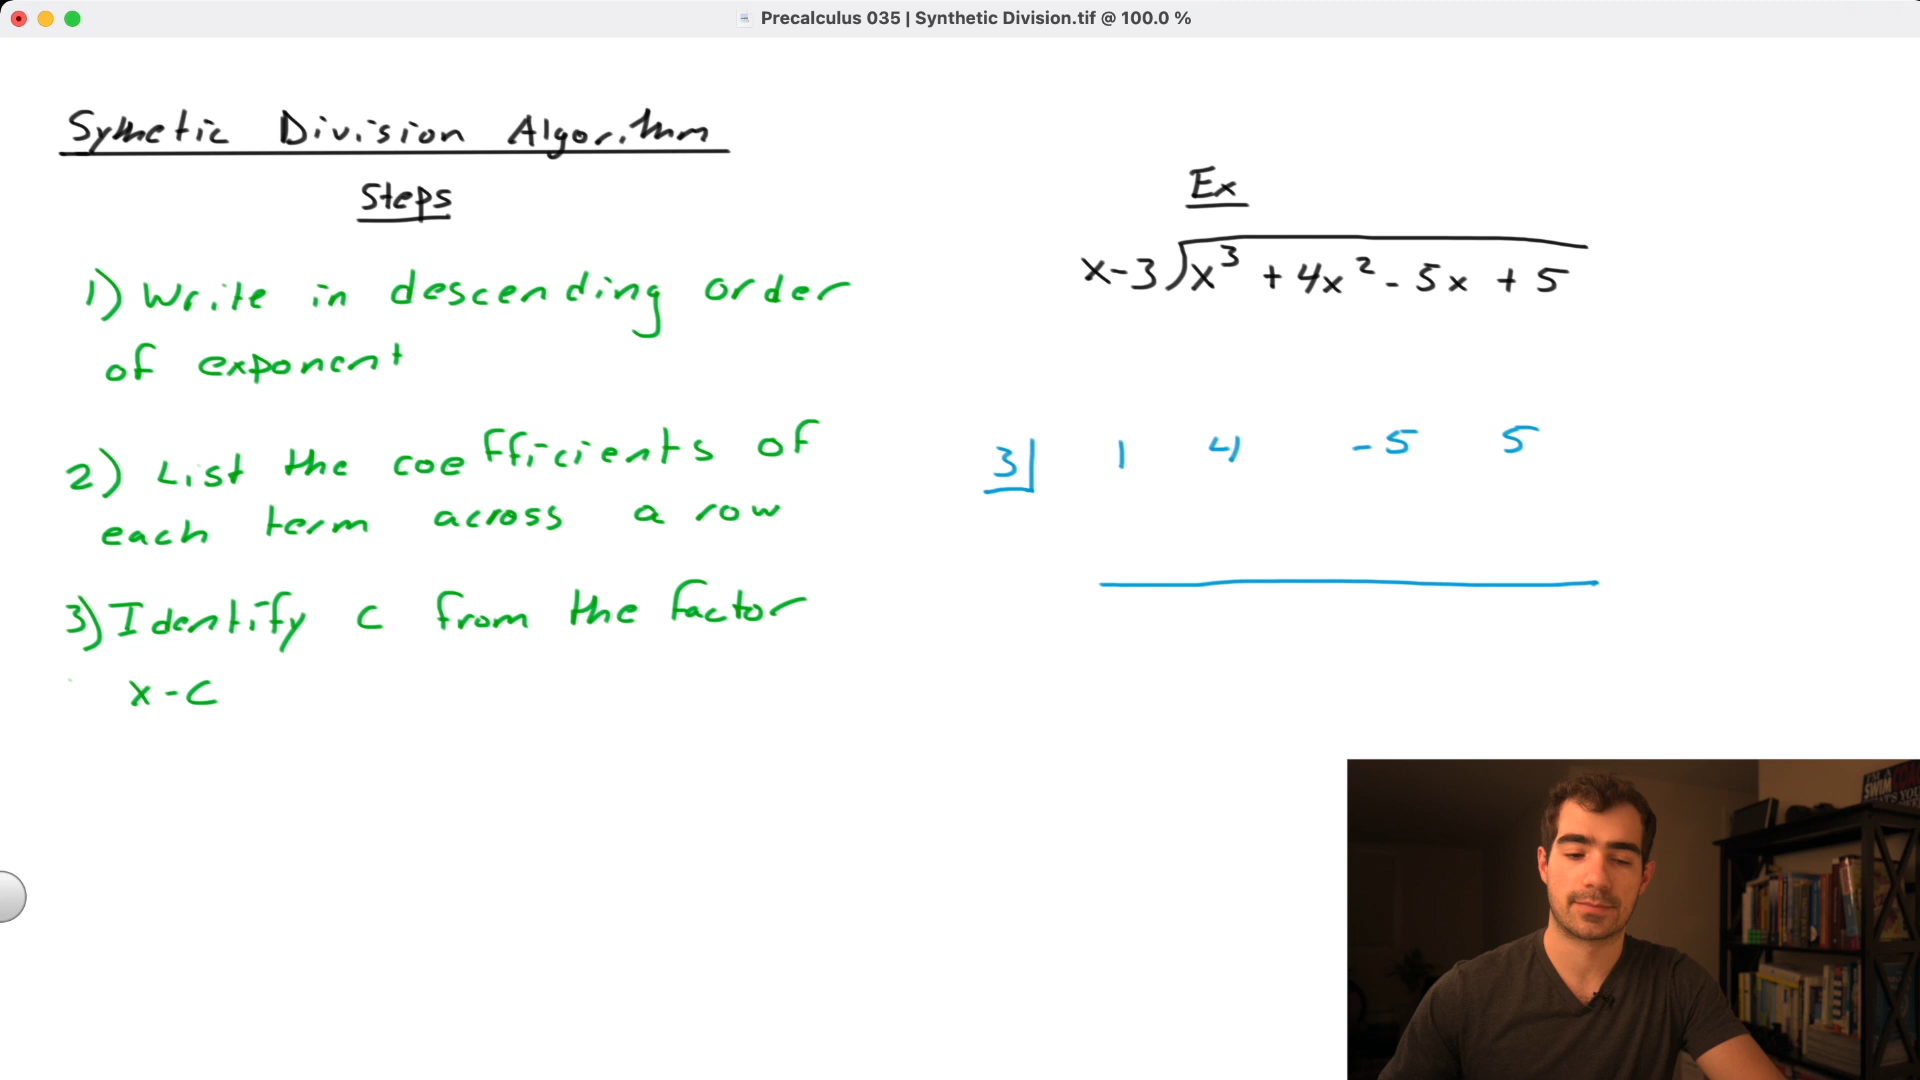 Precalculus 035 | Synthetic Division.tif @ 100.0 %
Sythetic Division Algorithm
Steps
1) Write in descending order
of exponent
2) List the coefficients of
each term across a row
3) Identify c from the factor
x-c
Ex
x-3 x³ + 4x² - 5x + 5
3 1 4 -5 5
SWIM